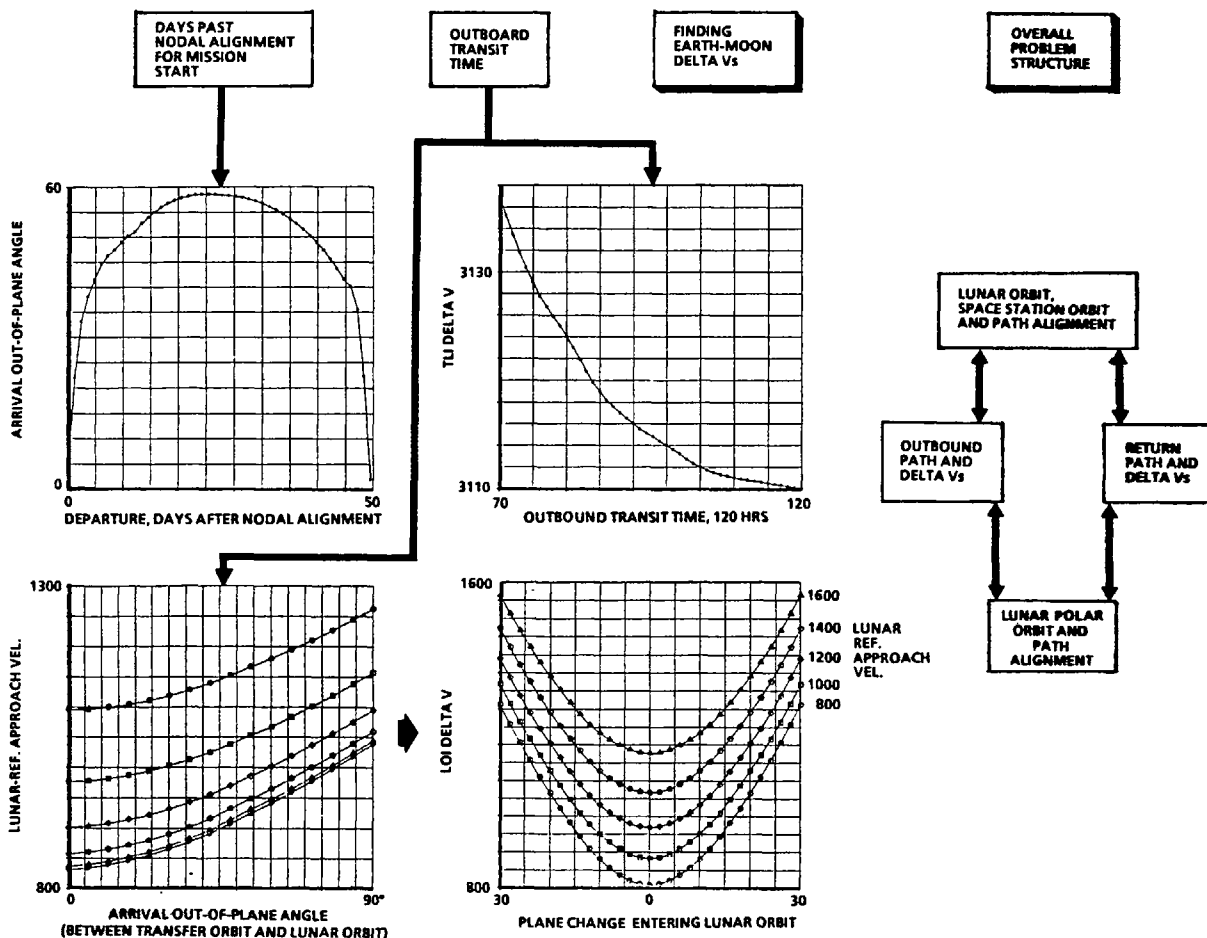 DAYS PAST
NODAL ALIGNMENT
FOR MISSION
START
OUTBOARD
TRANSIT
TIME
FINDING
EARTH-MOON
DELTA Vs
OVERALL
PROBLEM
STRUCTURE
ARRIVAL OUT-OF-PLANE ANGLE
60
0
0
50
DEPARTURE, DAYS AFTER NODAL ALIGNMENT
TLI DELTA V
3130
3110
70
120
OUTBOUND TRANSIT TIME, 120 HRS
LUNAR ORBIT,
SPACE STATION ORBIT
AND PATH ALIGNMENT
OUTBOUND
PATH AND
DELTA Vs
RETURN
PATH AND
DELTA Vs
LUNAR POLAR
ORBIT AND
PATH
ALIGNMENT
LUNAR-REF. APPROACH VEL.
1300
800
0
90°
ARRIVAL OUT-OF-PLANE ANGLE
(BETWEEN TRANSFER ORBIT AND LUNAR ORBIT)
LOI DELTA V
1600
800
30
0
30
PLANE CHANGE ENTERING LUNAR ORBIT
1600
1400
1200
1000
800
LUNAR
REF.
APPROACH
VEL.